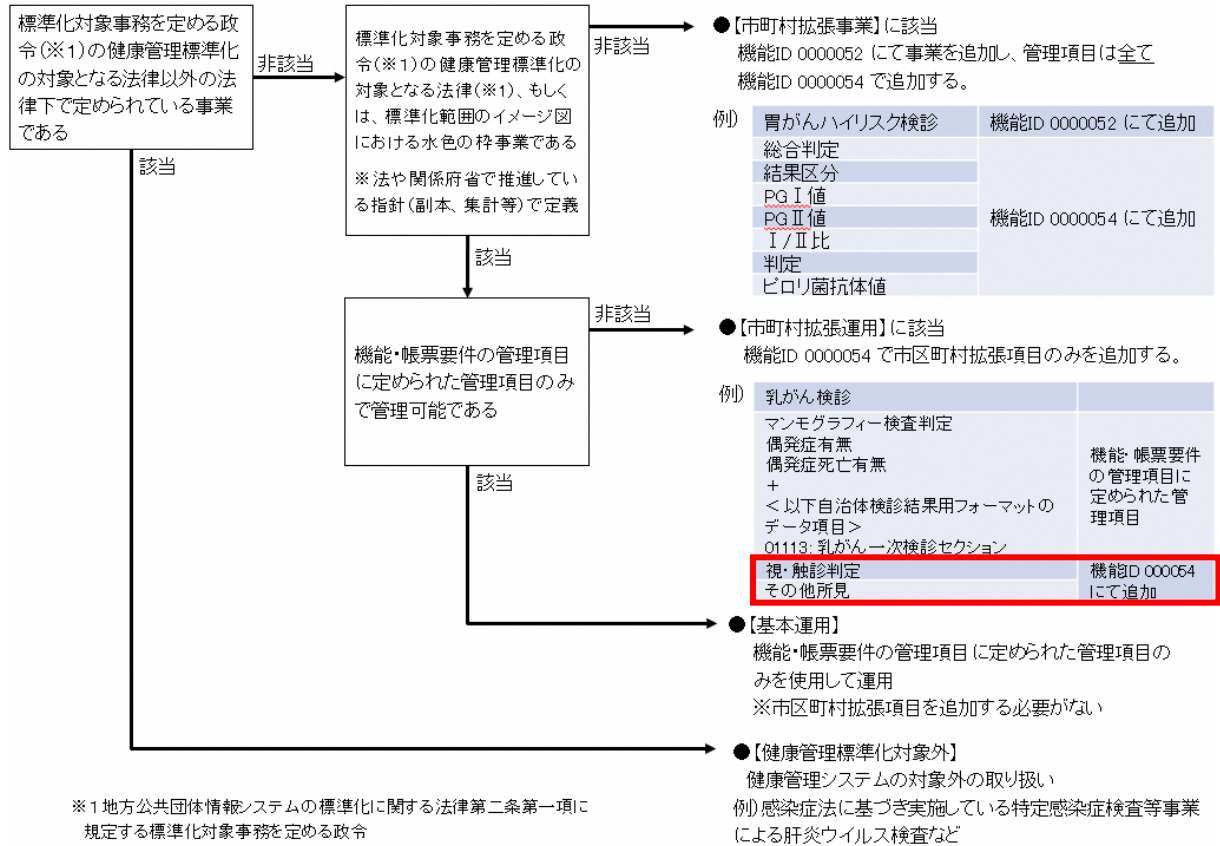 標準化対象事務を定める政
令(※1)の健康管理標準化
の対象となる法律以外の法
律下で定められている事業
である
非該当
該当
標準化対象事務を定める政
令(※1)の健康管理標準化の
対象となる法律(※1)、もしく
は、標準化範囲のイメージ図
における水色の枠事業である
※法や関係府省で推進してい
る指針(副本、集計等)で定義
非該当
該当
機能・帳票要件の管理項目
に定められた管理項目のみ
で管理可能である
非該当
該当
●【市町村拡張事業】に該当
機能ID 0000052 にて事業を追加し、管理項目は全て
機能ID 0000054 で追加する。
例)
胃がんハイリスク検診
機能ID 0000052 にて追加
総合判定
結果区分
PGⅠ値
PGⅡ値
Ⅰ/Ⅱ比
判定
ピロリ菌抗体値
機能ID 0000054 にて追加
●【市町村拡張運用】に該当
機能ID 0000054 で市区町村拡張項目のみを追加する。
例)
乳がん検診
マンモグラフィー検査判定
偶発症有無
偶発症死亡有無
+
<以下自治体検診結果用フォーマットの
データ項目>
01113:乳がん一次検診セクション
機能・帳票要件
の管理項目に
定められた管
理項目
視・触診判定
その他所見
機能ID 000054
にて追加
●【基本運用】
機能・帳票要件の管理項目に定められた管理項目の
みを使用して運用
※市区町村拡張項目を追加する必要がない
●【健康管理標準化対象外】
健康管理システムの対象外の取り扱い
例)感染症法に基づき実施している特定感染症検査等事業
による肝炎ウイルス検査など
※1地方公共団体情報システムの標準化に関する法律第二条第一項に
規定する標準化対象事務を定める政令